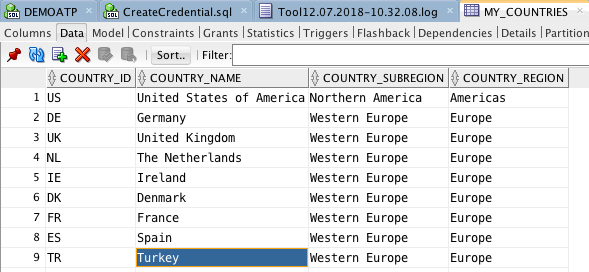 DEMOATP CreateCredential.sql Tool12.07.2018-10.32.08.log MY_COUNTRIES
Columns Data Model Constraints Grants Statistics Triggers Flashback Dependencies Details Partition
Sort.. Filter:
COUNTRY_ID COUNTRY_NAME COUNTRY_SUBREGION COUNTRY_REGION
1 US United States of America Northern America Americas
2 DE Germany Western Europe Europe
3 UK United Kingdom Western Europe Europe
4 NL The Netherlands Western Europe Europe
5 IE Ireland Western Europe Europe
6 DK Denmark Western Europe Europe
7 FR France Western Europe Europe
8 ES Spain Western Europe Europe
9 TR Turkey Western Europe Europe